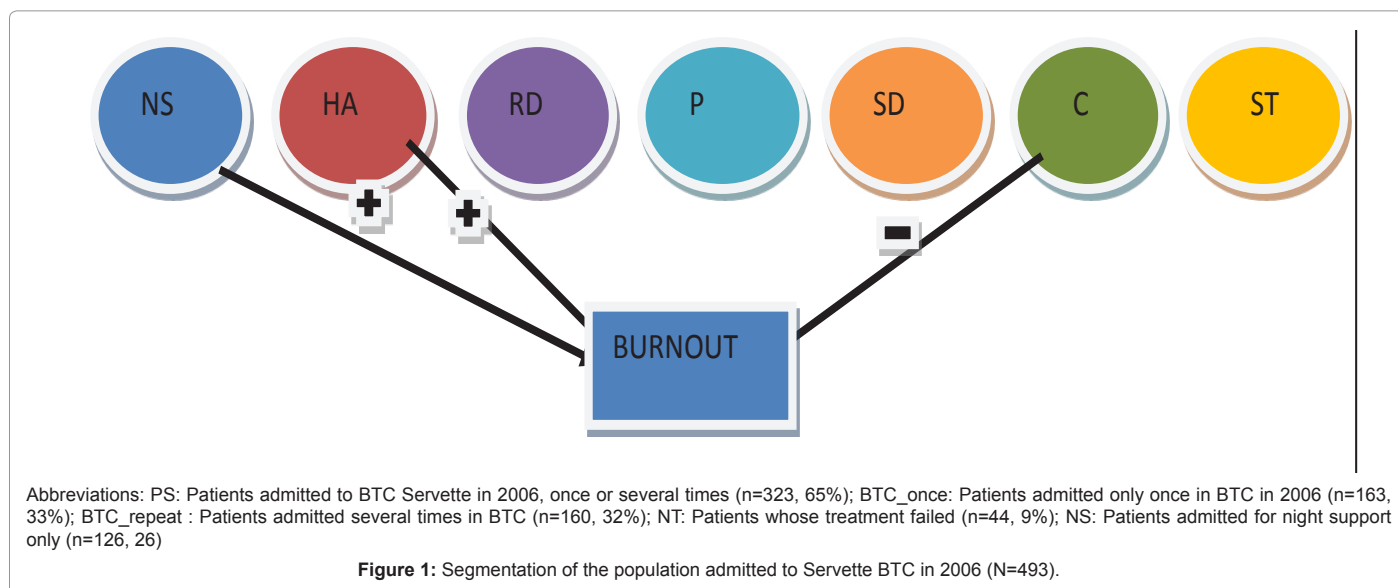 NS HA RD P SD C ST
+ + -
BURNOUT
Abbreviations: PS: Patients admitted to BTC Servette in 2006, once or several times (n=323, 65%); BTC_once: Patients admitted only once in BTC in 2006 (n=163,
33%); BTC_repeat : Patients admitted several times in BTC (n=160, 32%); NT: Patients whose treatment failed (n=44, 9%); NS: Patients admitted for night support
only (n=126, 26)
Figure 1: Segmentation of the population admitted to Servette BTC in 2006 (N=493).